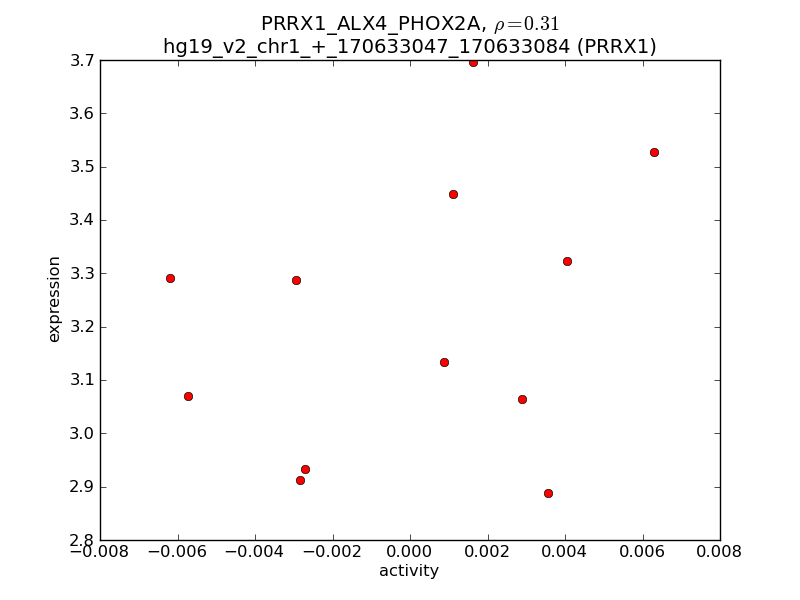 PRRX1_ALX4_PHOX2A, ρ=0.31
hg19_v2_chr1_+_170633047_170633084 (PRRX1)
3.7
3.6
3.5
3.4
3.3
3.2
3.1
3.0
2.9
2.8
expression
−0.008 −0.006 −0.004 −0.002 0.000 0.002 0.004 0.006 0.008
activity